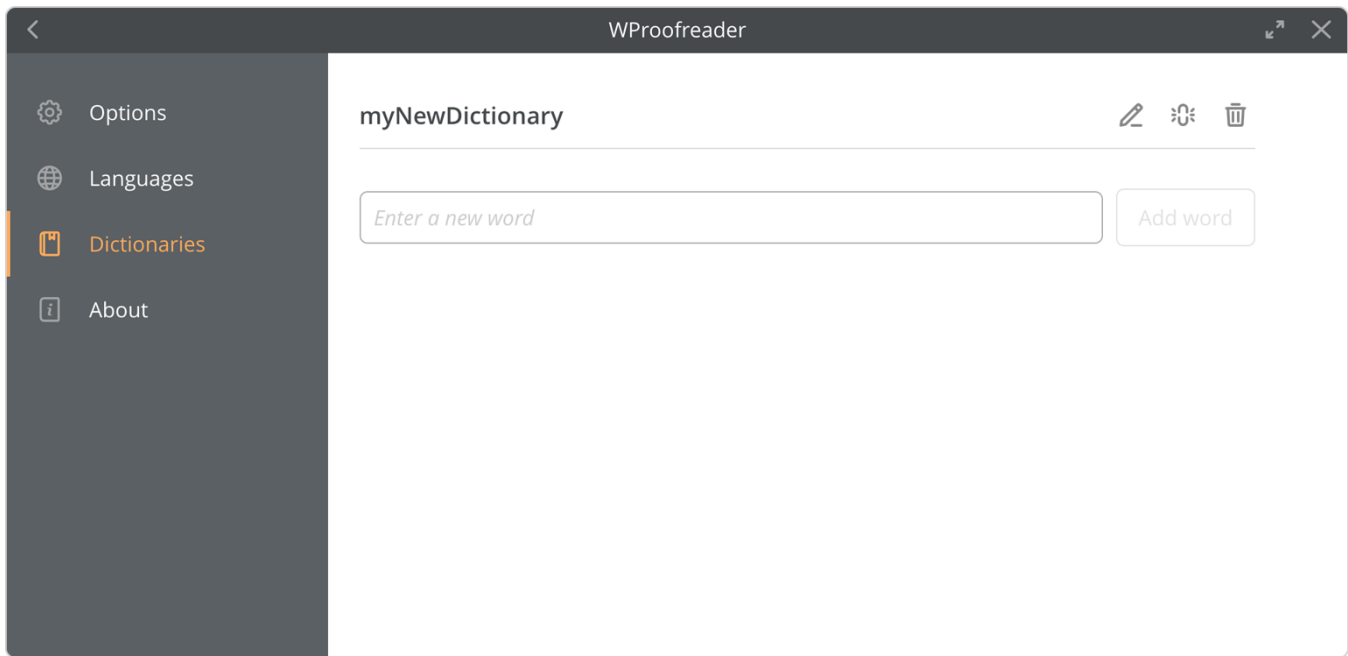 WProofreader
Options
Languages
Dictionaries
About
myNewDictionary
Enter a new word
Add word